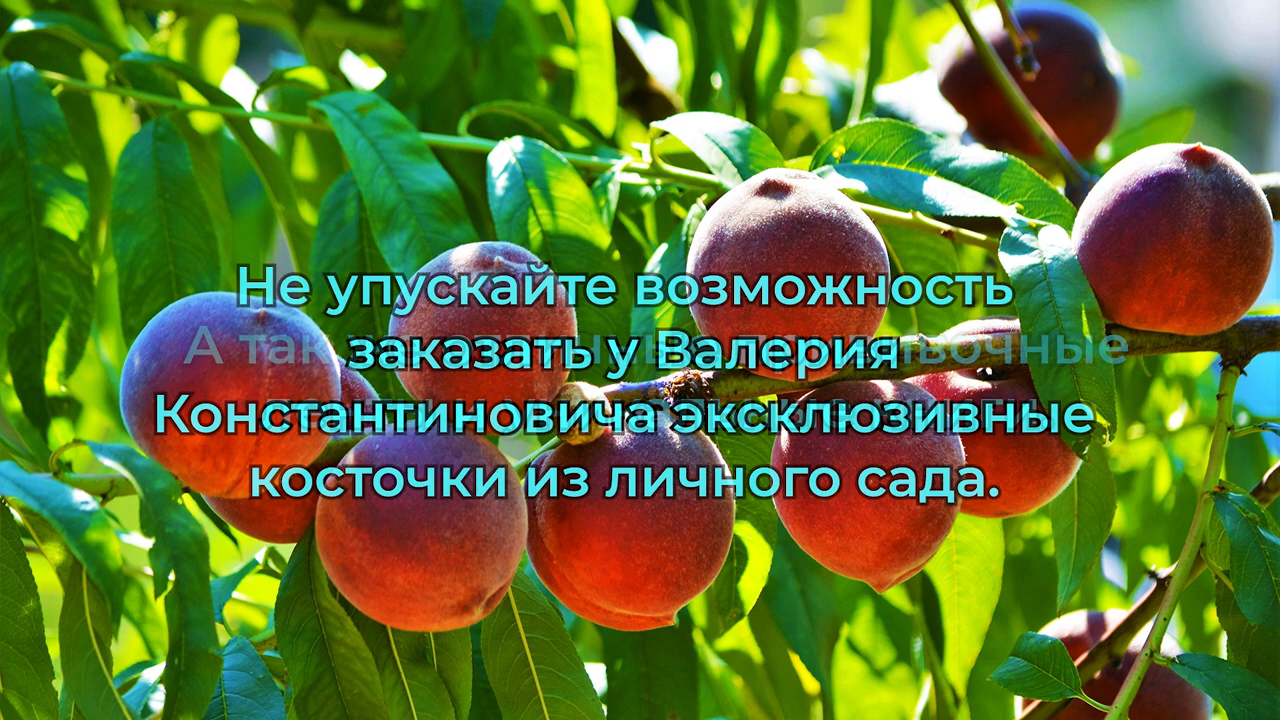 Не упускайте возможность
заказать у Валерия
Константиновича эксклюзивные
косточки из личного сада.